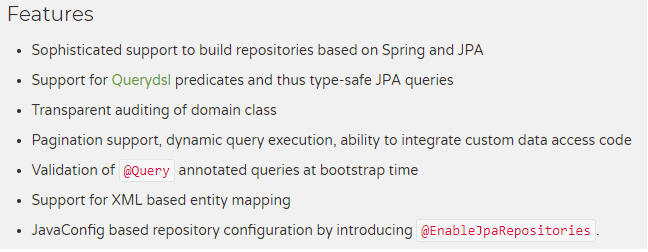 Features
• Sophisticated support to build repositories based on Spring and JPA
• Support for Querydsl predicates and thus type-safe JPA queries
• Transparent auditing of domain class
• Pagination support, dynamic query execution, ability to integrate custom data access code
• Validation of @Query annotated queries at bootstrap time
• Support for XML based entity mapping
• JavaConfig based repository configuration by introducing @EnableJpaRepositories.